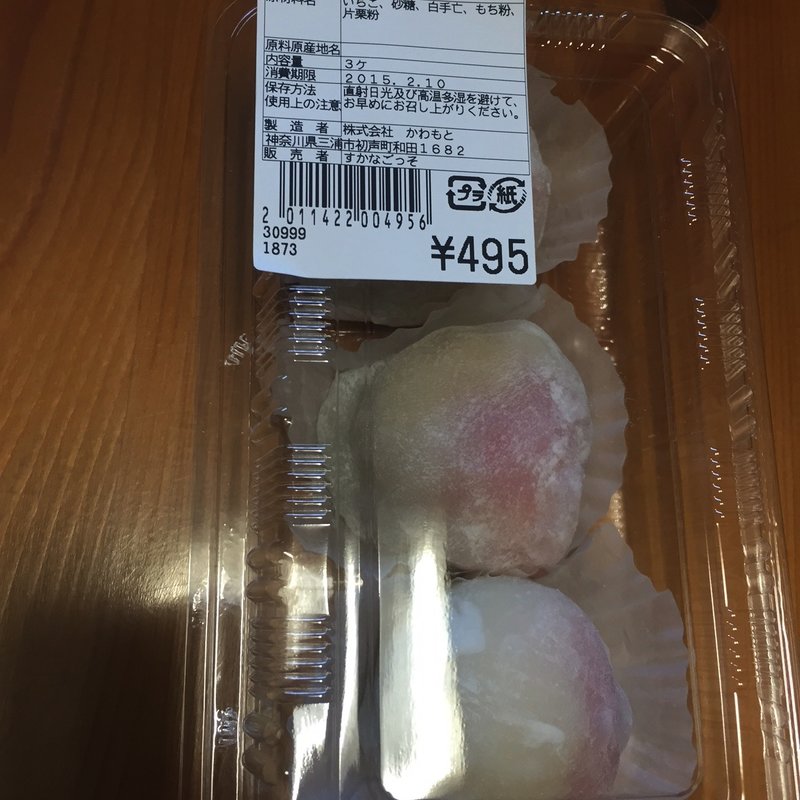 原材料名 いちご、砂糖、白手亡、もち粉、
片栗粉
原料原産地名
内容量 3ケ
消費期限 2015. 2.10
保存方法 直射日光及び高温多湿を避けて、
使用上の注意 お早めにお召し上がりください。
製造者 株式会社 かわもと
神奈川県三浦市初声町和田1682
販売者 すかなごっそ
プラ 紙
2 011422 004956
30999
1873 ¥495